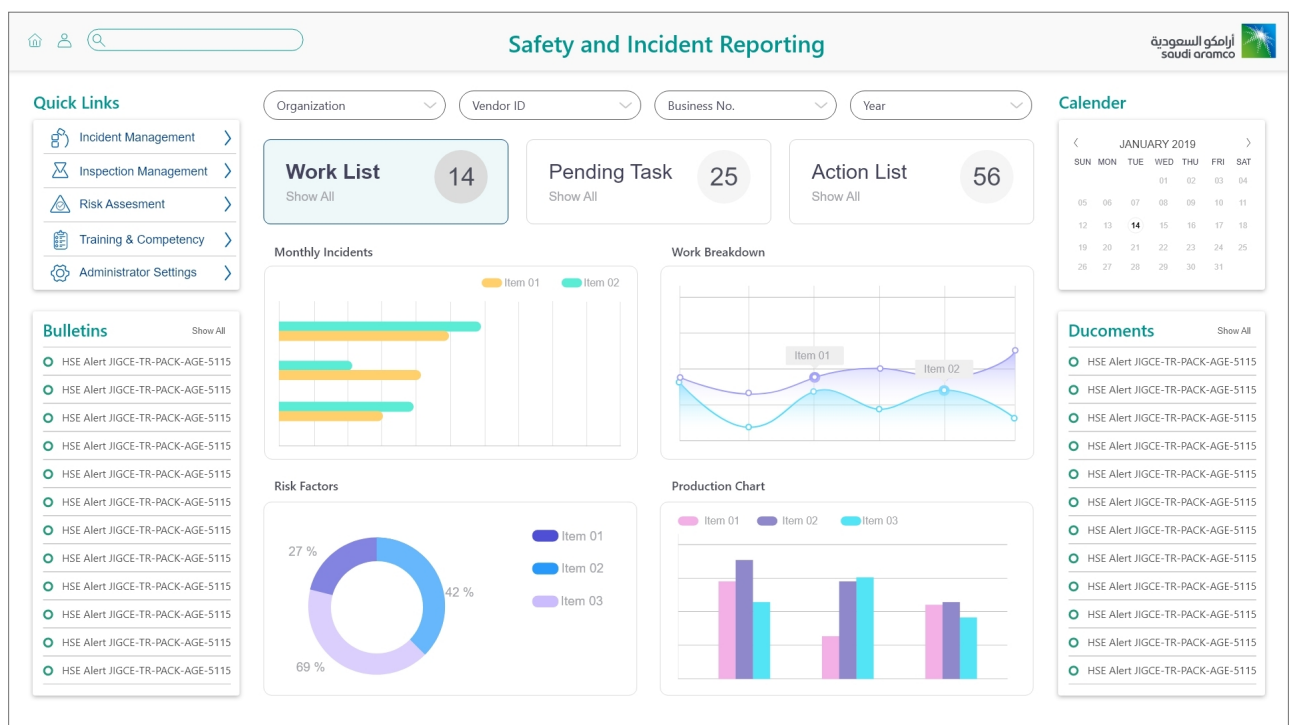 Safety and Incident Reporting
أرامكو السعودية
saudi aramco
Quick Links
Incident Management
Inspection Management
Risk Assesment
Training & Competency
Administrator Settings
Bulletins
Show All
HSE Alert JIGCE-TR-PACK-AGE-5115
HSE Alert JIGCE-TR-PACK-AGE-5115
HSE Alert JIGCE-TR-PACK-AGE-5115
HSE Alert JIGCE-TR-PACK-AGE-5115
HSE Alert JIGCE-TR-PACK-AGE-5115
HSE Alert JIGCE-TR-PACK-AGE-5115
HSE Alert JIGCE-TR-PACK-AGE-5115
HSE Alert JIGCE-TR-PACK-AGE-5115
HSE Alert JIGCE-TR-PACK-AGE-5115
HSE Alert JIGCE-TR-PACK-AGE-5115
HSE Alert JIGCE-TR-PACK-AGE-5115
HSE Alert JIGCE-TR-PACK-AGE-5115
Organization
Vendor ID
Business No.
Year
Work List
Show All
14
Pending Task
Show All
25
Action List
Show All
56
Monthly Incidents
Item 01
Item 02
Work Breakdown
Item 01
Item 02
Risk Factors
27 %
42 %
69 %
Item 01
Item 02
Item 03
Production Chart
Item 01
Item 02
Item 03
Calender
JANUARY 2019
SUN MON TUE WED THU FRI SAT
01 02 03 04
05 06 07 08 09 10 11
12 13 14 15 16 17 18
19 20 21 22 23 24 25
26 27 28 29 30 31
Ducoments
Show All
HSE Alert JIGCE-TR-PACK-AGE-5115
HSE Alert JIGCE-TR-PACK-AGE-5115
HSE Alert JIGCE-TR-PACK-AGE-5115
HSE Alert JIGCE-TR-PACK-AGE-5115
HSE Alert JIGCE-TR-PACK-AGE-5115
HSE Alert JIGCE-TR-PACK-AGE-5115
HSE Alert JIGCE-TR-PACK-AGE-5115
HSE Alert JIGCE-TR-PACK-AGE-5115
HSE Alert JIGCE-TR-PACK-AGE-5115
HSE Alert JIGCE-TR-PACK-AGE-5115
HSE Alert JIGCE-TR-PACK-AGE-5115
HSE Alert JIGCE-TR-PACK-AGE-5115